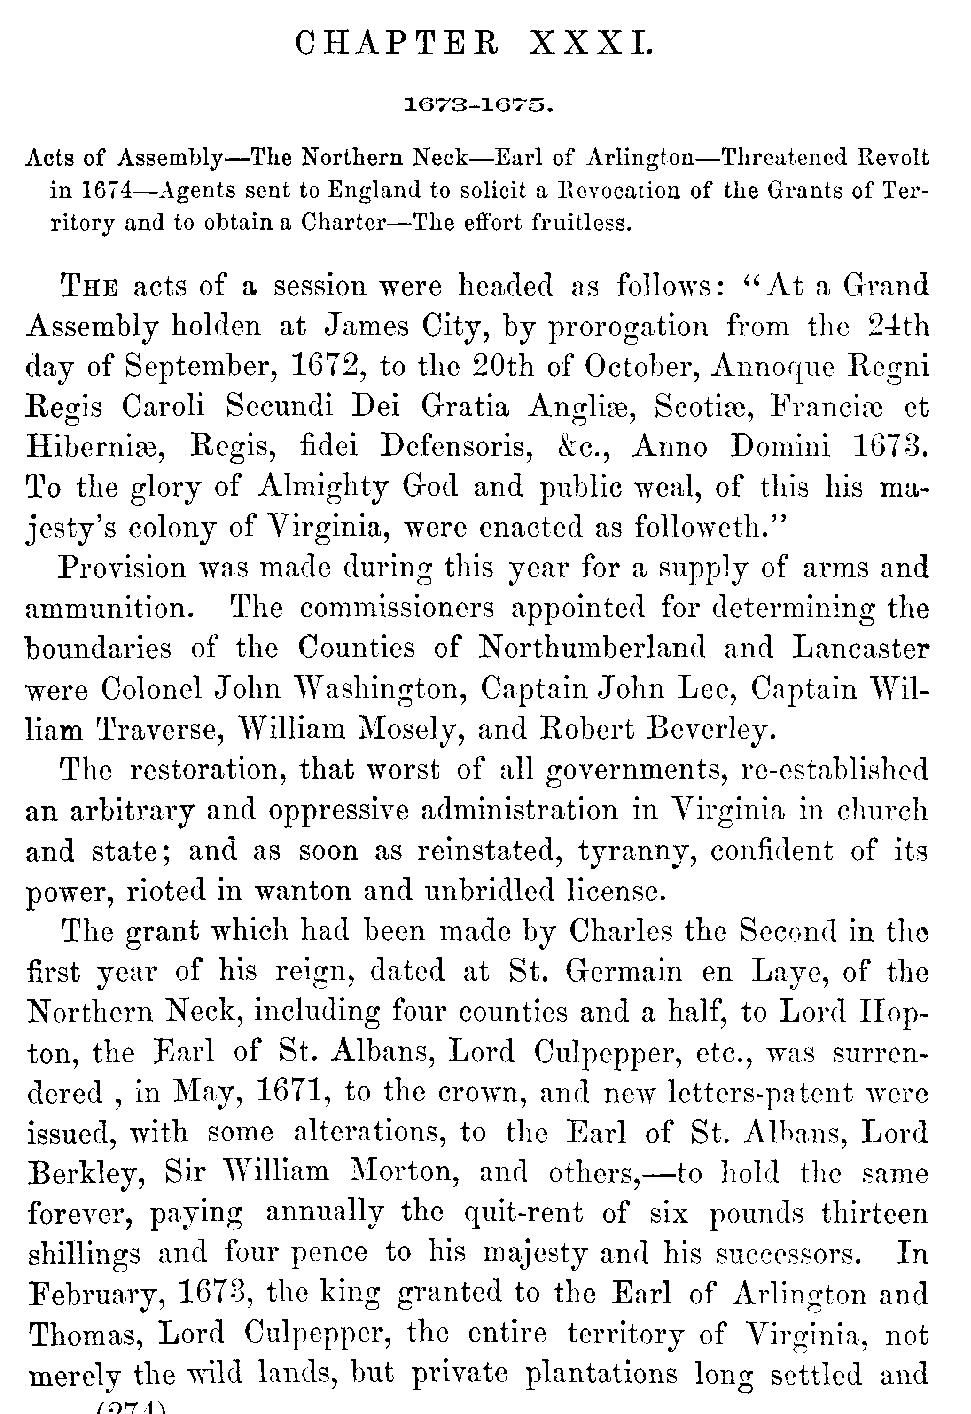 CHAPTER XXXI.
1673-1675.
Acts of Assembly—The Northern Neck—Earl of Arlington—Threatened Revolt
in 1674—Agents sent to England to solicit a Revocation of the Grants of Ter-
ritory and to obtain a Charter—The effort fruitless.
THE acts of a session were headed as follows: "At a Grand
Assembly holden at James City, by prorogation from the 24th
day of September, 1672, to the 20th of October, Annoque Regni
Regis Caroli Secundi Dei Gratia Angliæ, Scotiæ, Franciæ et
Hiberniæ, Regis, fidei Defensoris, &c., Anno Domini 1673.
To the glory of Almighty God and public weal, of this his ma-
jesty's colony of Virginia, were enacted as followeth."
Provision was made during this year for a supply of arms and
ammunition. The commissioners appointed for determining the
boundaries of the Counties of Northumberland and Lancaster
were Colonel John Washington, Captain John Lee, Captain Wil-
liam Traverse, William Mosely, and Robert Beverley.
The restoration, that worst of all governments, re-established
an arbitrary and oppressive administration in Virginia in church
and state; and as soon as reinstated, tyranny, confident of its
power, rioted in wanton and unbridled license.
The grant which had been made by Charles the Second in the
first year of his reign, dated at St. Germain en Laye, of the
Northern Neck, including four counties and a half, to Lord Hop-
ton, the Earl of St. Albans, Lord Culpepper, etc., was surren-
dered , in May, 1671, to the crown, and new letters-patent were
issued, with some alterations, to the Earl of St. Albans, Lord
Berkley, Sir William Morton, and others,—to hold the same
forever, paying annually the quit-rent of six pounds thirteen
shillings and four pence to his majesty and his successors. In
February, 1673, the king granted to the Earl of Arlington and
Thomas, Lord Culpepper, the entire territory of Virginia, not
merely the wild lands, but private plantations long settled and
(274)